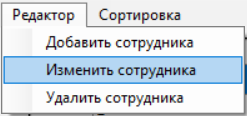 Редактор Сортировка
Добавить сотрудника
Изменить сотрудника
Удалить сотрудника